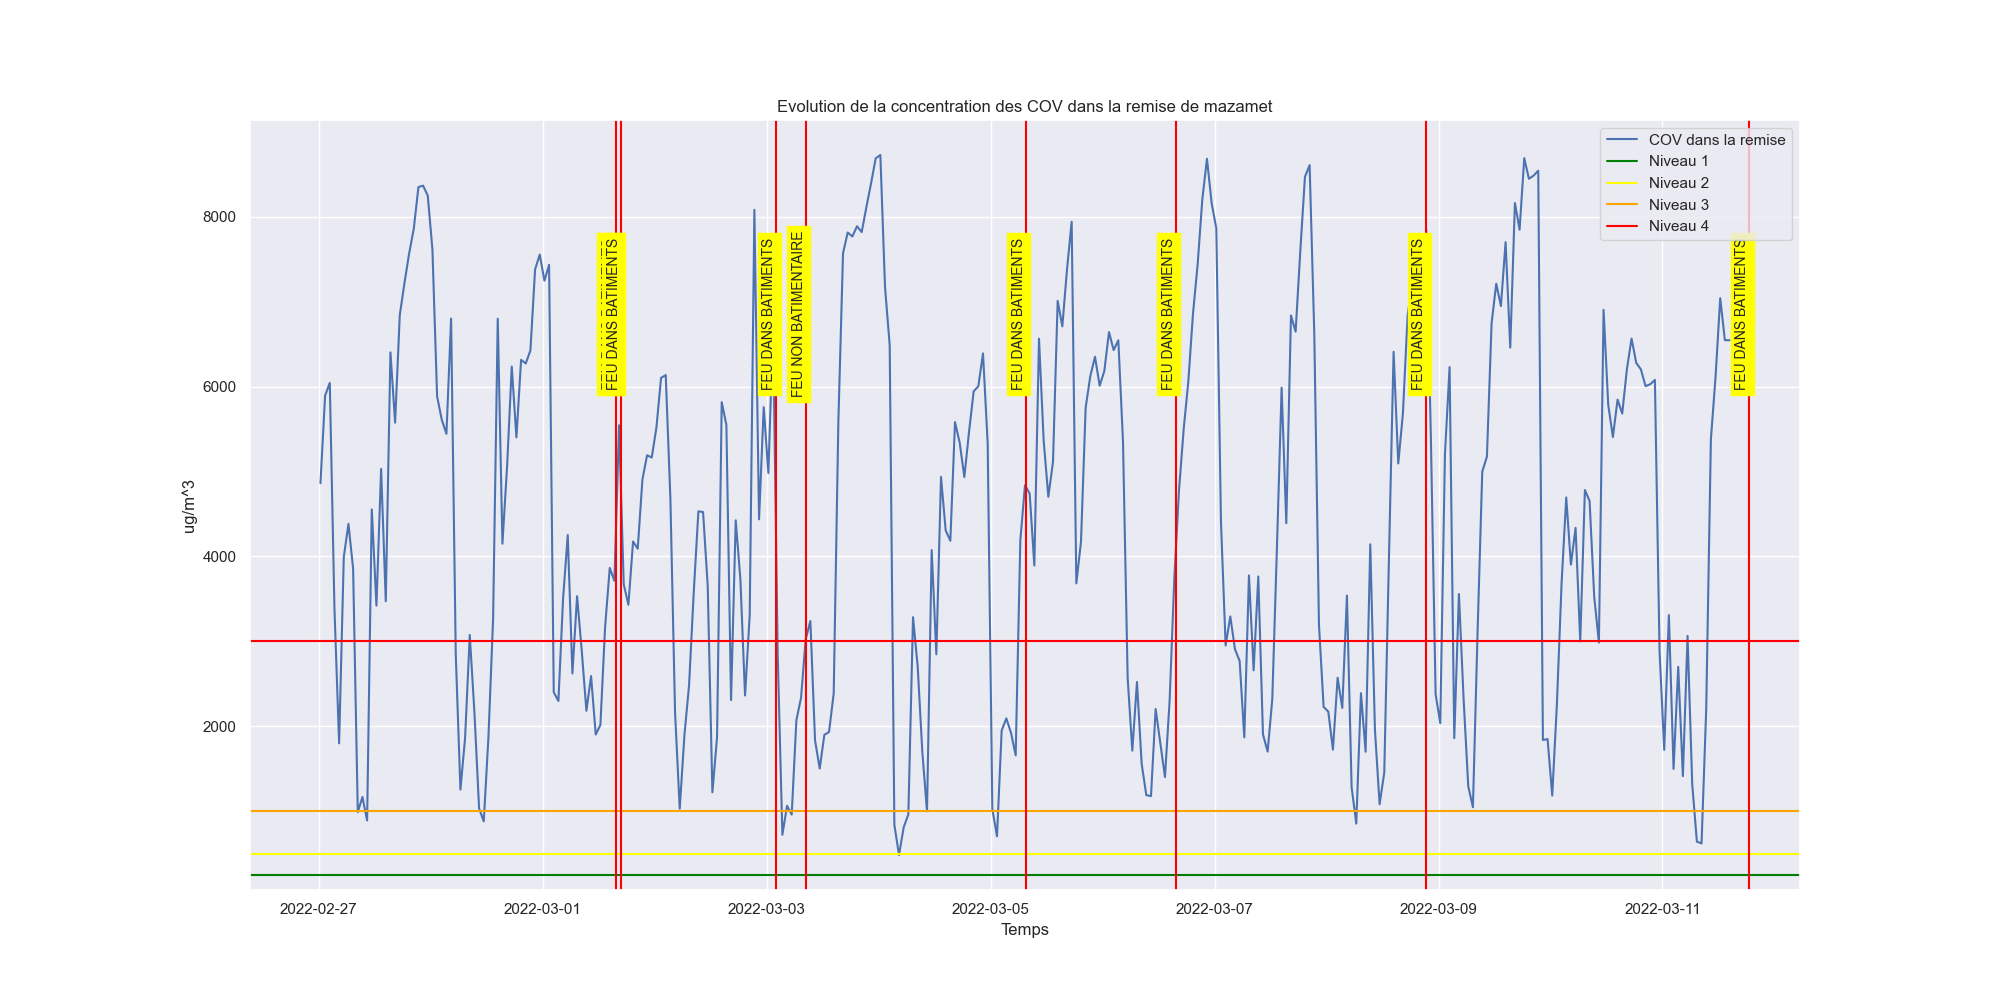 Evolution de la concentration des COV dans la remise de mazamet
COV dans la remise
Niveau 1
Niveau 2
Niveau 3
Niveau 4
FEU DANS BATIMENTS
FEU DANS BATIMENTS
FEU NON BATIMENTAIRE
FEU DANS BATIMENTS
FEU DANS BATIMENTS
FEU DANS BATIMENTS
FEU DANS BATIMENTS
ug/m^3
8000
6000
4000
2000
2022-02-27
2022-03-01
2022-03-03
2022-03-05
2022-03-07
2022-03-09
2022-03-11
Temps